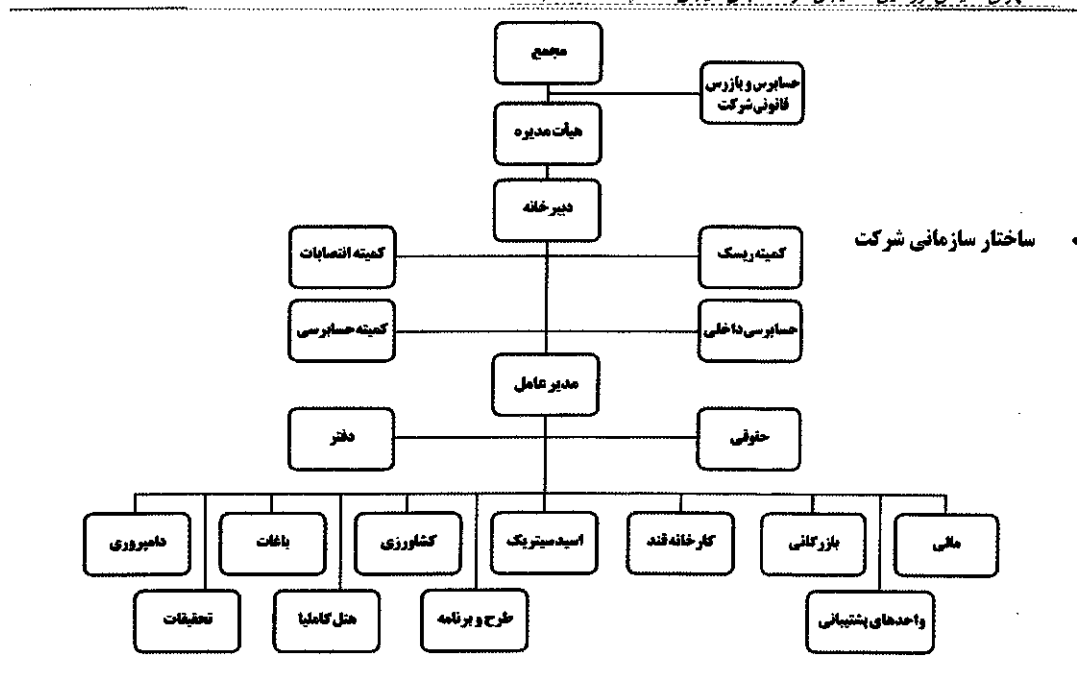 مجمع
حسابرس و بازرس
قانونی شرکت
هیأت مدیره
دبیرخانه
• ساختار سازمانی شرکت
کمیته ریسک
کمیته انتصابات
حسابرسی داخلی
کمیته حسابرسی
مدیر عامل
حقوقی
دفتر
مالی
بازرگانی
کارخانه قند
اسید سیتریک
کشاورزی
باغات
دامپروری
واحدهای پشتیبانی
طرح و برنامه
هتل کاملیا
تحقیقات